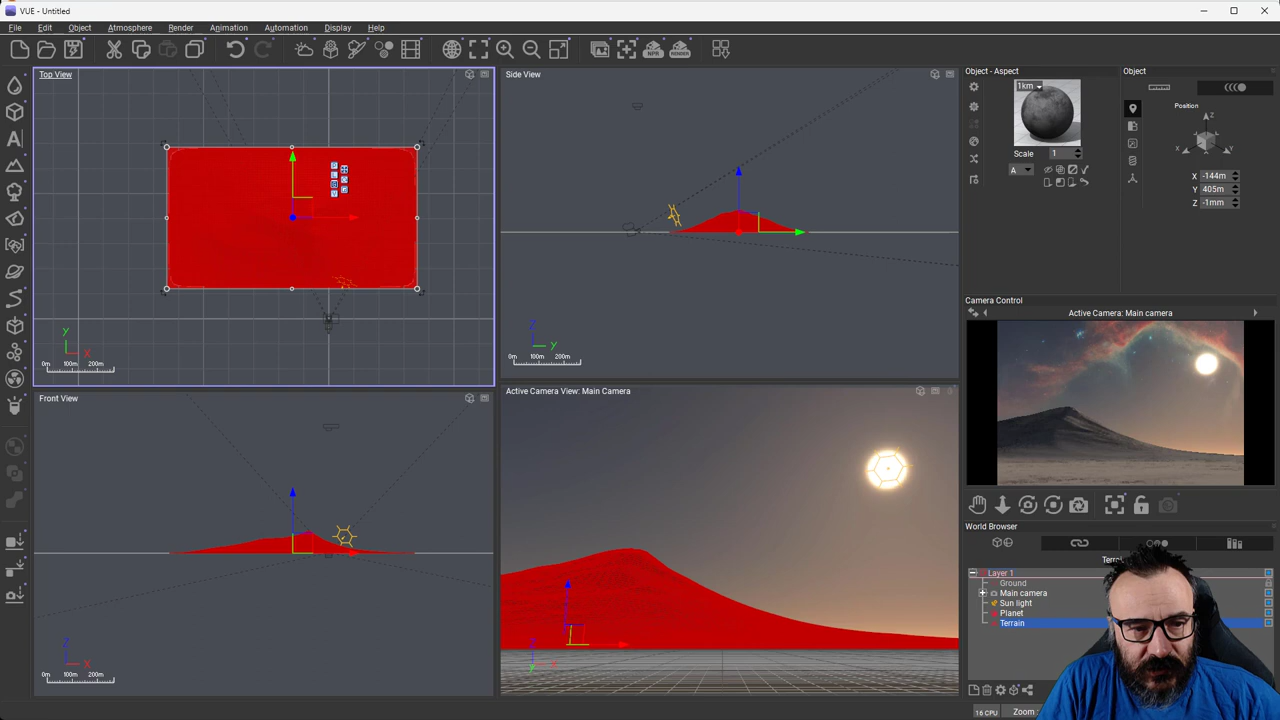 VUE - Untitled
File Edit Object Atmosphere Render Animation Automation Display Help
Top View
Side View
Object - Aspect
Object
1km
Position
Scale 1
A
X -144m
Y 405m
Z -1mm
Z
Y
X
0m 100m 200m
Z
Y
0m 100m 200m
Camera Control
Active Camera: Main camera
Front View
Active Camera View: Main Camera
World Browser
Layer 1
Ground
Main camera
Sun light
Planet
Terrain
Z
X
0m 100m 200m
16 CPU
Zoom: